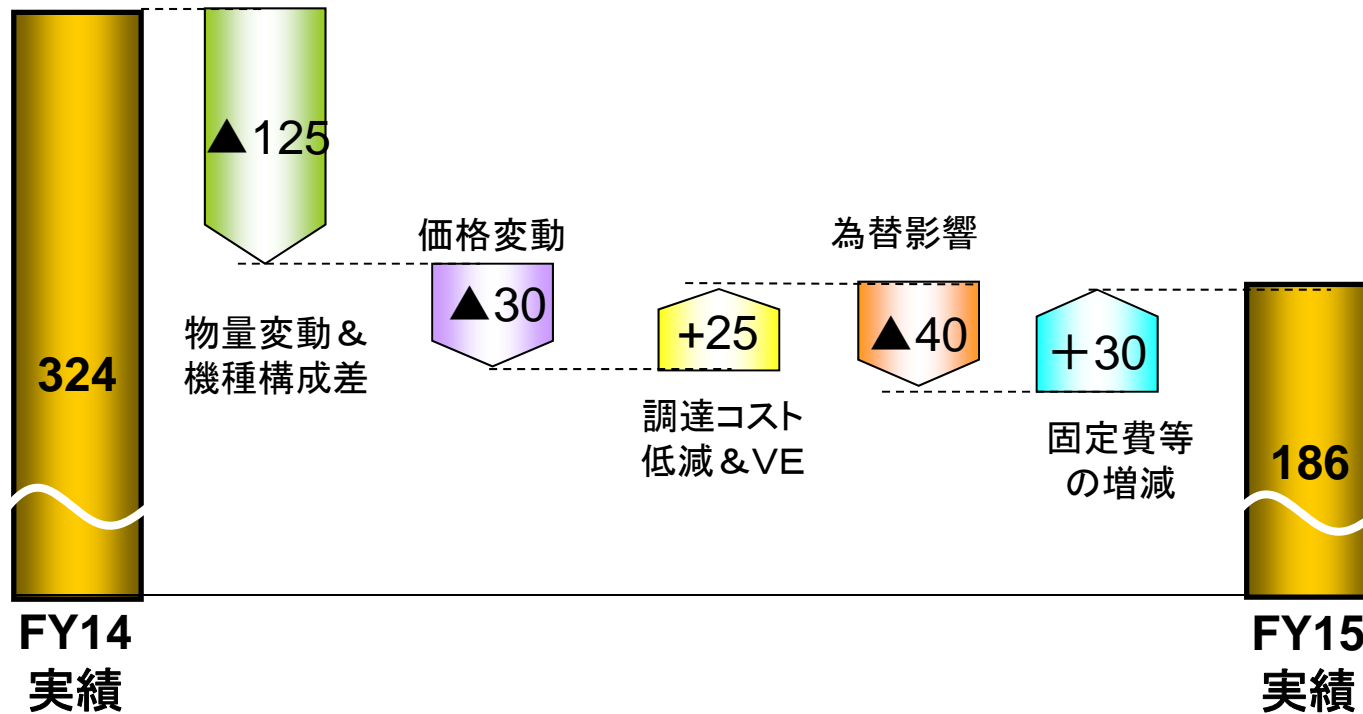 324
FY14
実績
▲125
物量変動＆
機種構成差
価格変動
▲30
+25
調達コスト
低減＆VE
為替影響
▲40
＋30
固定費等
の増減
186
FY15
実績